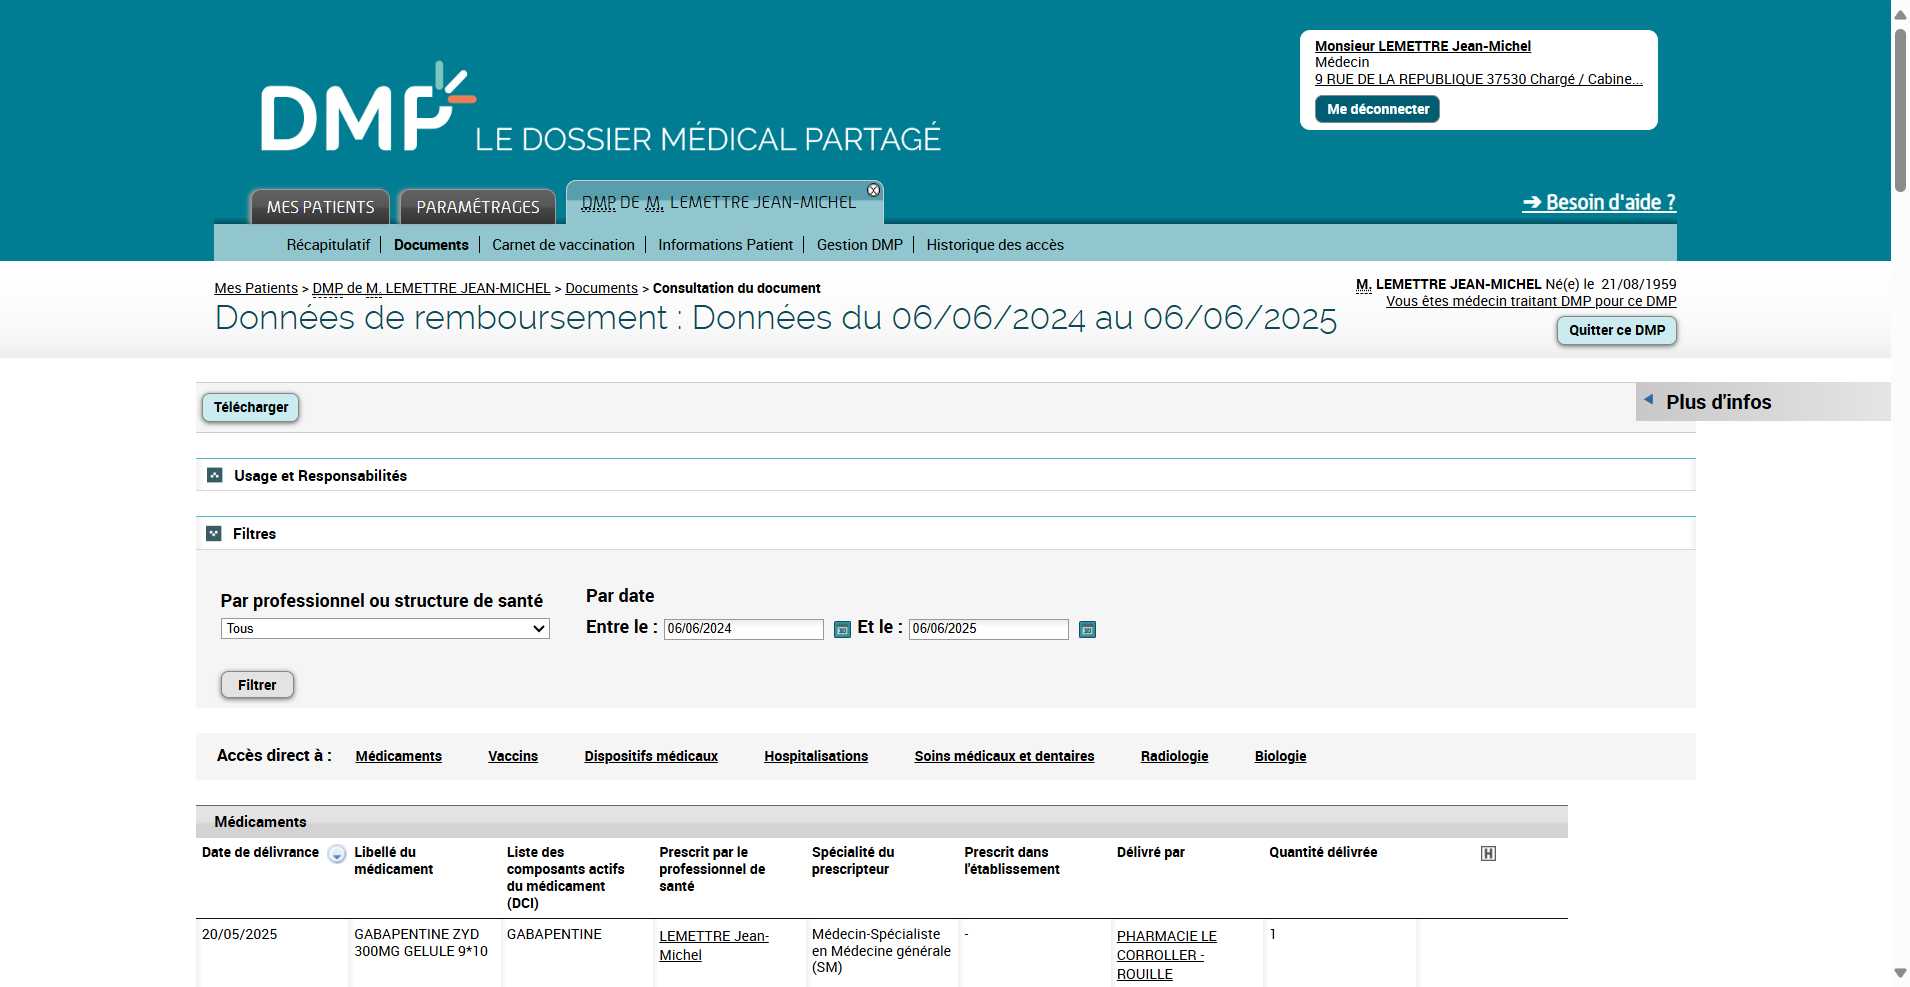 Monsieur LEMETTRE Jean-Michel
Médecin
9 RUE DE LA REPUBLIQUE 37530 Chargé / Cabine...
Me déconnecter
DMP LE DOSSIER MÉDICAL PARTAGÉ
MES PATIENTS
PARAMÉTRAGES
DMP DE M. LEMETTRE JEAN-MICHEL
➔ Besoin d'aide ?
Récapitulatif | Documents | Carnet de vaccination | Informations Patient | Gestion DMP | Historique des accès
Mes Patients > DMP de M. LEMETTRE JEAN-MICHEL > Documents > Consultation du document
M. LEMETTRE JEAN-MICHEL Né(e) le 21/08/1959
Vous êtes médecin traitant DMP pour ce DMP
Données de remboursement : Données du 06/06/2024 au 06/06/2025
Quitter ce DMP
Télécharger
Plus d'infos
Usage et Responsabilités
Filtres
Par professionnel ou structure de santé
Tous
Par date
Entre le : 06/06/2024 Et le : 06/06/2025
Filtrer
Accès direct à : Médicaments Vaccins Dispositifs médicaux Hospitalisations Soins médicaux et dentaires Radiologie Biologie
Médicaments
Date de délivrance
Libellé du
médicament
Liste des
composants actifs
du médicament
(DCI)
Prescrit par le
professionnel de
santé
Spécialité du
prescripteur
Prescrit dans
l'établissement
Délivré par
Quantité délivrée
H
20/05/2025
GABAPENTINE ZYD
300MG GELULE 9*10
GABAPENTINE
LEMETTRE Jean-
Michel
Médecin-Spécialiste
en Médecine générale
(SM)
-
PHARMACIE LE
CORROLLER -
ROUILLE
1